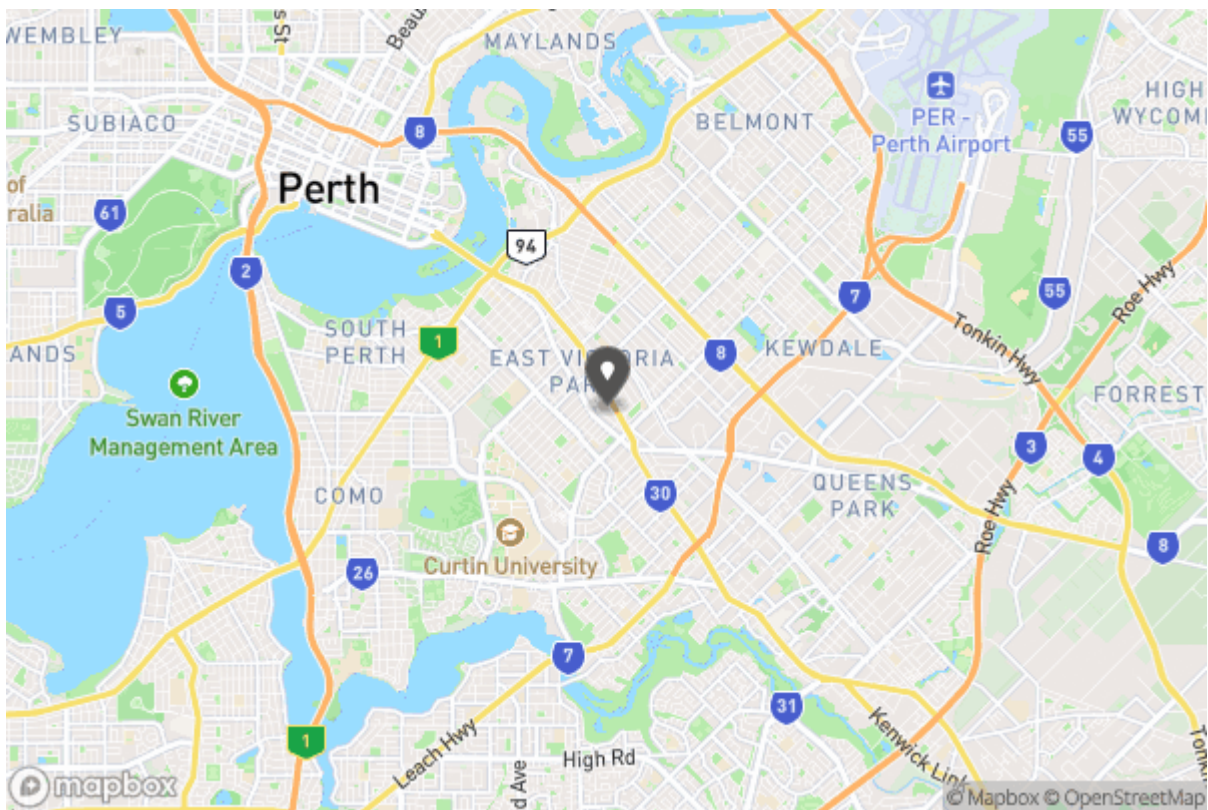 WEMBLEY
MAYLANDS
HIGH
WYCOM
SUBIACO
8
BELMONT
PER -
Perth Airport
55
Perth
of
ralia
61
94
2
5
7
55
Roe Hwy
SOUTH
PERTH
1
EAST VICTORIA
PARK
8
KEWDALE
Tonkin Hwy
ANDS
Swan River
Management Area
FORREST
3
4
COMO
30
QUEENS
PARK
Roe Hwy
Curtin University
26
8
7
31
1
Leach Hwy
High Rd
d Ave
Kenwick Link
Tonk
mapbox
© Mapbox © OpenStreetMap